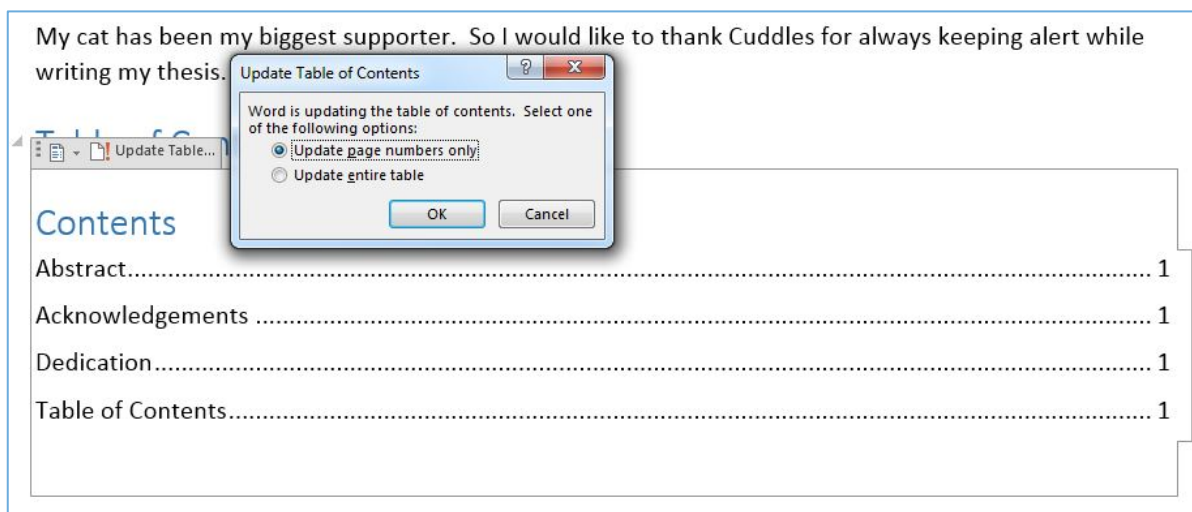 My cat has been my biggest supporter.  So I would like to thank Cuddles for always keeping alert while
writing my thesis.
Update Table of Contents
Word is updating the table of contents.  Select one
of the following options:
Update page numbers only
Update entire table
OK Cancel
Update Table...
Contents
Abstract.......... 1
Acknowledgements .......... 1
Dedication.......... 1
Table of Contents.......... 1